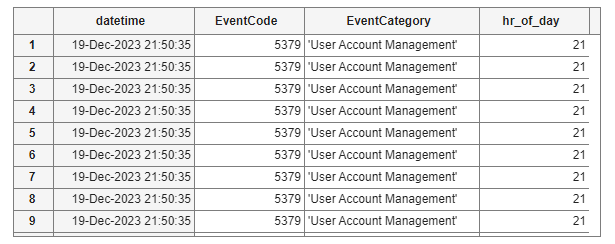 datetime EventCode EventCategory hr_of_day
1 19-Dec-2023 21:50:35 5379 'User Account Management' 21
2 19-Dec-2023 21:50:35 5379 'User Account Management' 21
3 19-Dec-2023 21:50:35 5379 'User Account Management' 21
4 19-Dec-2023 21:50:35 5379 'User Account Management' 21
5 19-Dec-2023 21:50:35 5379 'User Account Management' 21
6 19-Dec-2023 21:50:35 5379 'User Account Management' 21
7 19-Dec-2023 21:50:35 5379 'User Account Management' 21
8 19-Dec-2023 21:50:35 5379 'User Account Management' 21
9 19-Dec-2023 21:50:35 5379 'User Account Management' 21